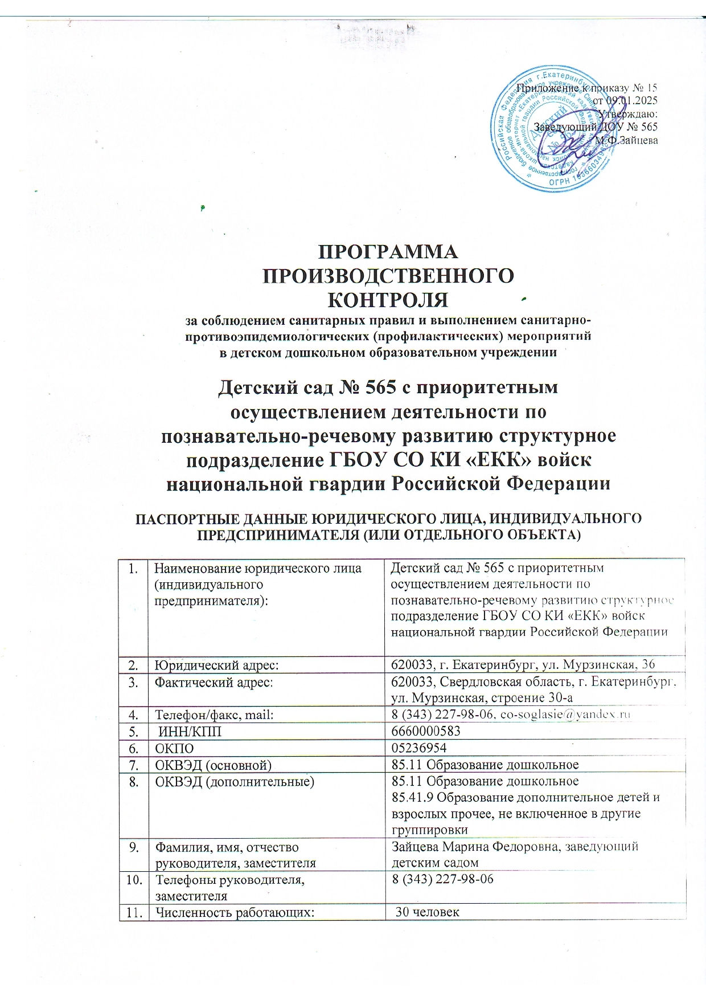 Приложение к приказу № 15
от 09.01.2025
Утверждаю:
Заведующий ДОУ № 565
М.Ф.Зайцева
Российская Федерация г.Екатеринбург
Детский
сад
№ 565
ПРОГРАММА
ПРОИЗВОДСТВЕННОГО
КОНТРОЛЯ
за соблюдением санитарных правил и выполнением санитарно-
противоэпидемиологических (профилактических) мероприятий
в детском дошкольном образовательном учреждении
Детский сад № 565 с приоритетным
осуществлением деятельности по
познавательно-речевому развитию структурное
подразделение ГБОУ СО КИ «ЕКК» войск
национальной гвардии Российской Федерации
ПАСПОРТНЫЕ ДАННЫЕ ЮРИДИЧЕСКОГО ЛИЦА, ИНДИВИДУАЛЬНОГО
ПРЕДСПРИНИМАТЕЛЯ (ИЛИ ОТДЕЛЬНОГО ОБЪЕКТА)
1. Наименование юридического лица
(индивидуального
предпринимателя):
Детский сад № 565 с приоритетным
осуществлением деятельности по
познавательно-речевому развитию структурное
подразделение ГБОУ СО КИ «ЕКК» войск
национальной гвардии Российской Федерации
2. Юридический адрес: 620033, г. Екатеринбург, ул. Мурзинская, 36
3. Фактический адрес: 620033, Свердловская область, г. Екатеринбург,
ул. Мурзинская, строение 30-а
4. Телефон/факс, mail: 8 (343) 227-98-06, co-soglasie@yandex.ru
5. ИНН/КПП 6660000583
6. ОКПО 05236954
7. ОКВЭД (основной) 85.11 Образование дошкольное
8. ОКВЭД (дополнительные) 85.11 Образование дошкольное
85.41.9 Образование дополнительное детей и
взрослых прочее, не включенное в другие
группировки
9. Фамилия, имя, отчество
руководителя, заместителя
Зайцева Марина Федоровна, заведующий
детским садом
10. Телефоны руководителя,
заместителя
8 (343) 227-98-06
11. Численность работающих: 30 человек